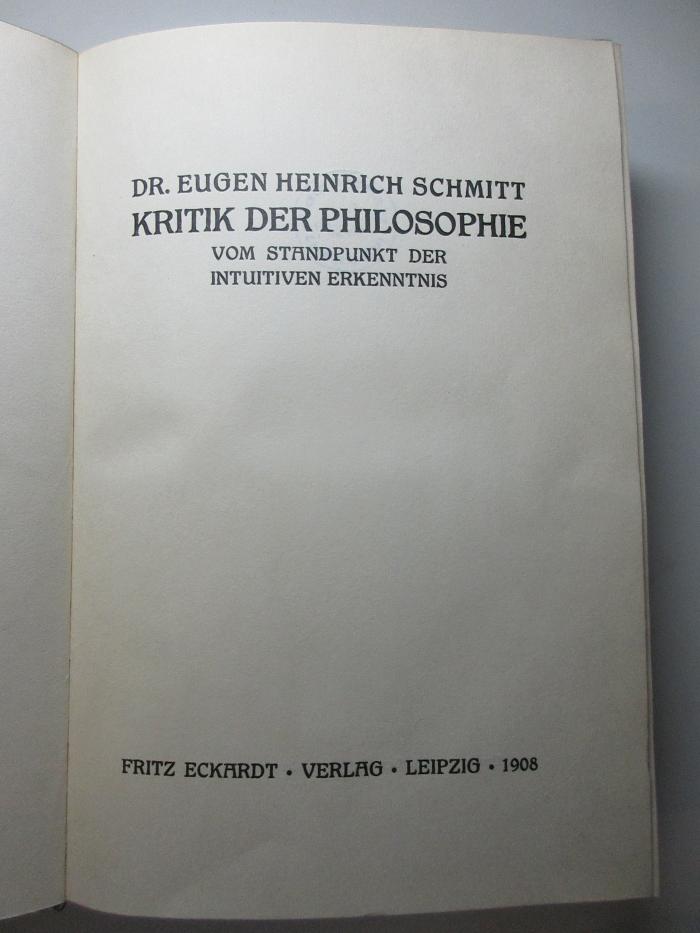 DR. EUGEN HEINRICH SCHMITT
KRITIK DER PHILOSOPHIE
VOM STANDPUNKT DER
INTUITIVEN ERKENNTNIS
FRITZ ECKARDT • VERLAG • LEIPZIG • 1908